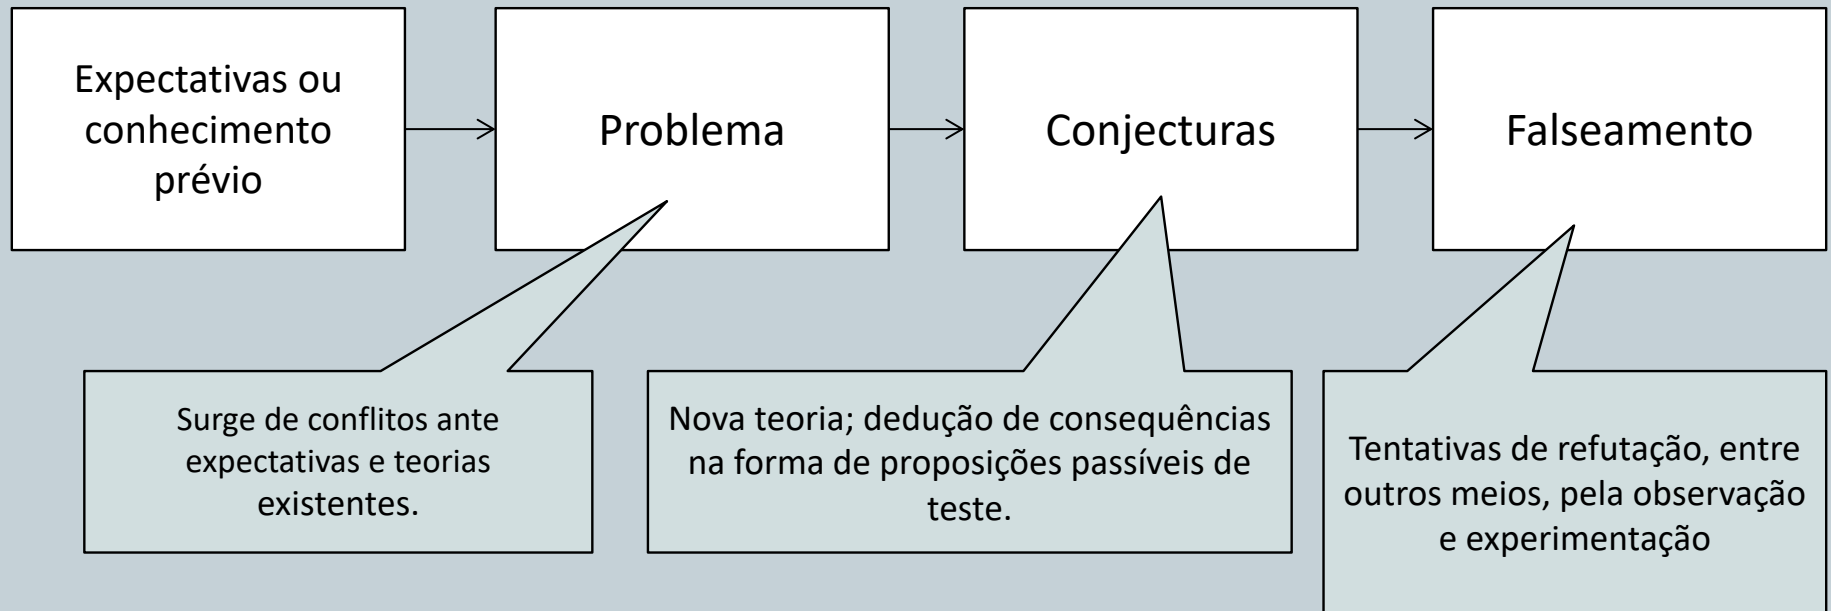 Expectativas ou
conhecimento
prévio
Problema
Conjecturas
Falseamento
Surge de conflitos ante
expectativas e teorias
existentes.
Nova teoria; dedução de consequências
na forma de proposições passíveis de
teste.
Tentativas de refutação, entre
outros meios, pela observação
e experimentação